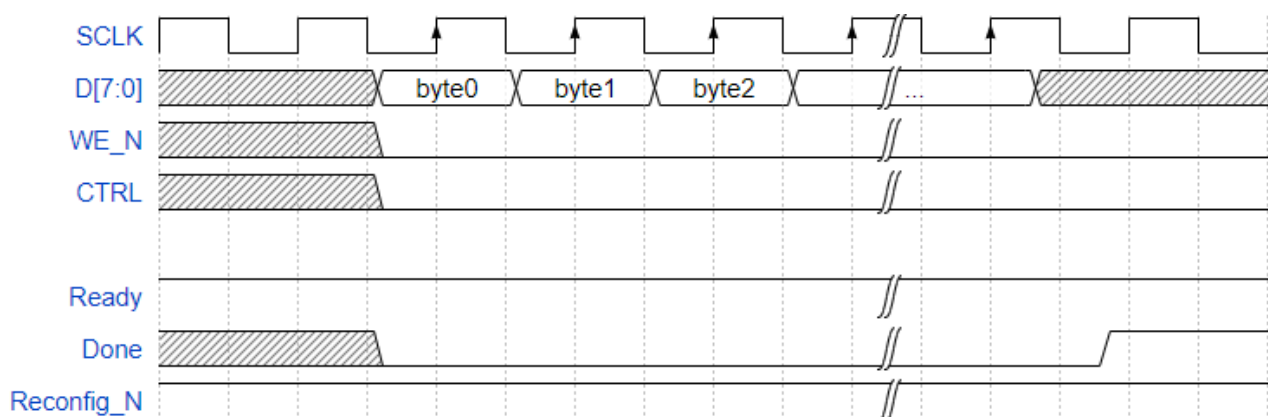 SCLK
D[7:0] byte0 byte1 byte2 ...
WE_N
CTRL
Ready
Done
Reconfig_N